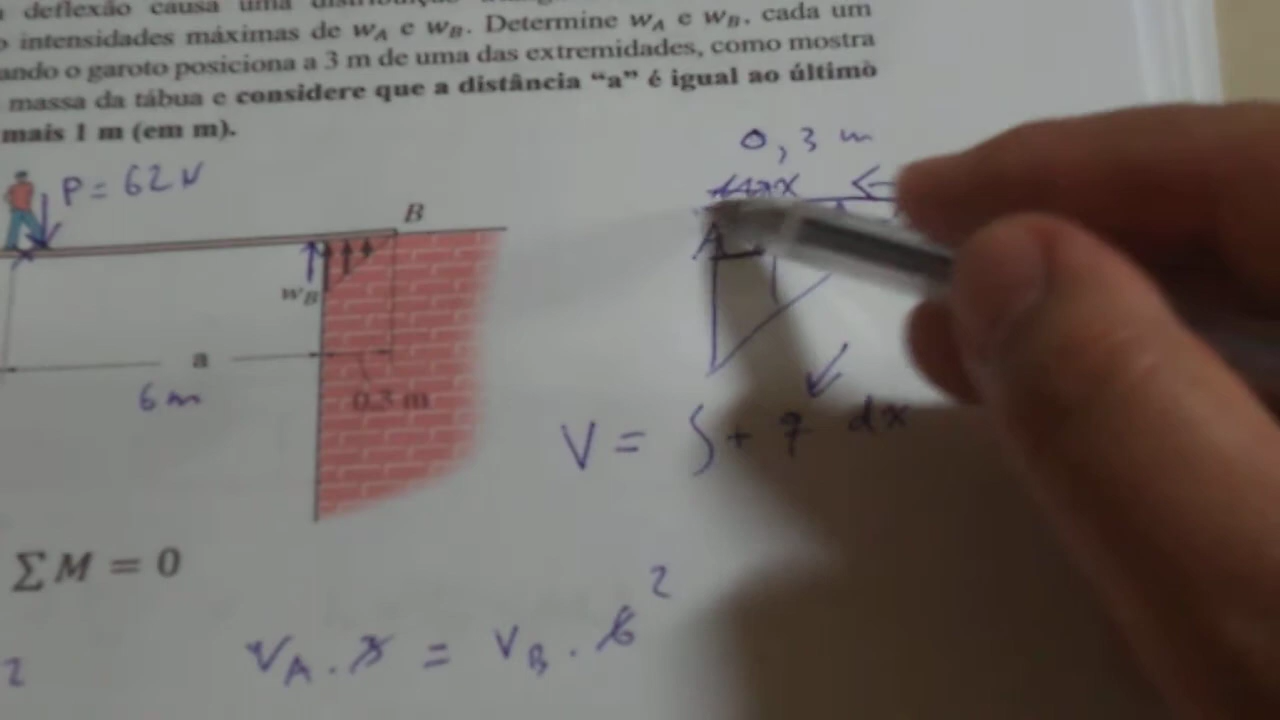 deflexão causa uma
intensidades máximas de wA e wB. Determine wA e wB, cada um
ando o garoto posiciona a 3 m de uma das extremidades, como mostra
massa da tábua e considere que a distância “a” é igual ao último
mais 1 m (em m).
0,3 m
P = 62 N
B
A
wB
a
6 m
0.3 m
V = ∫ + q dx
∑M = 0
2
VA . 3 = VB . 6 2